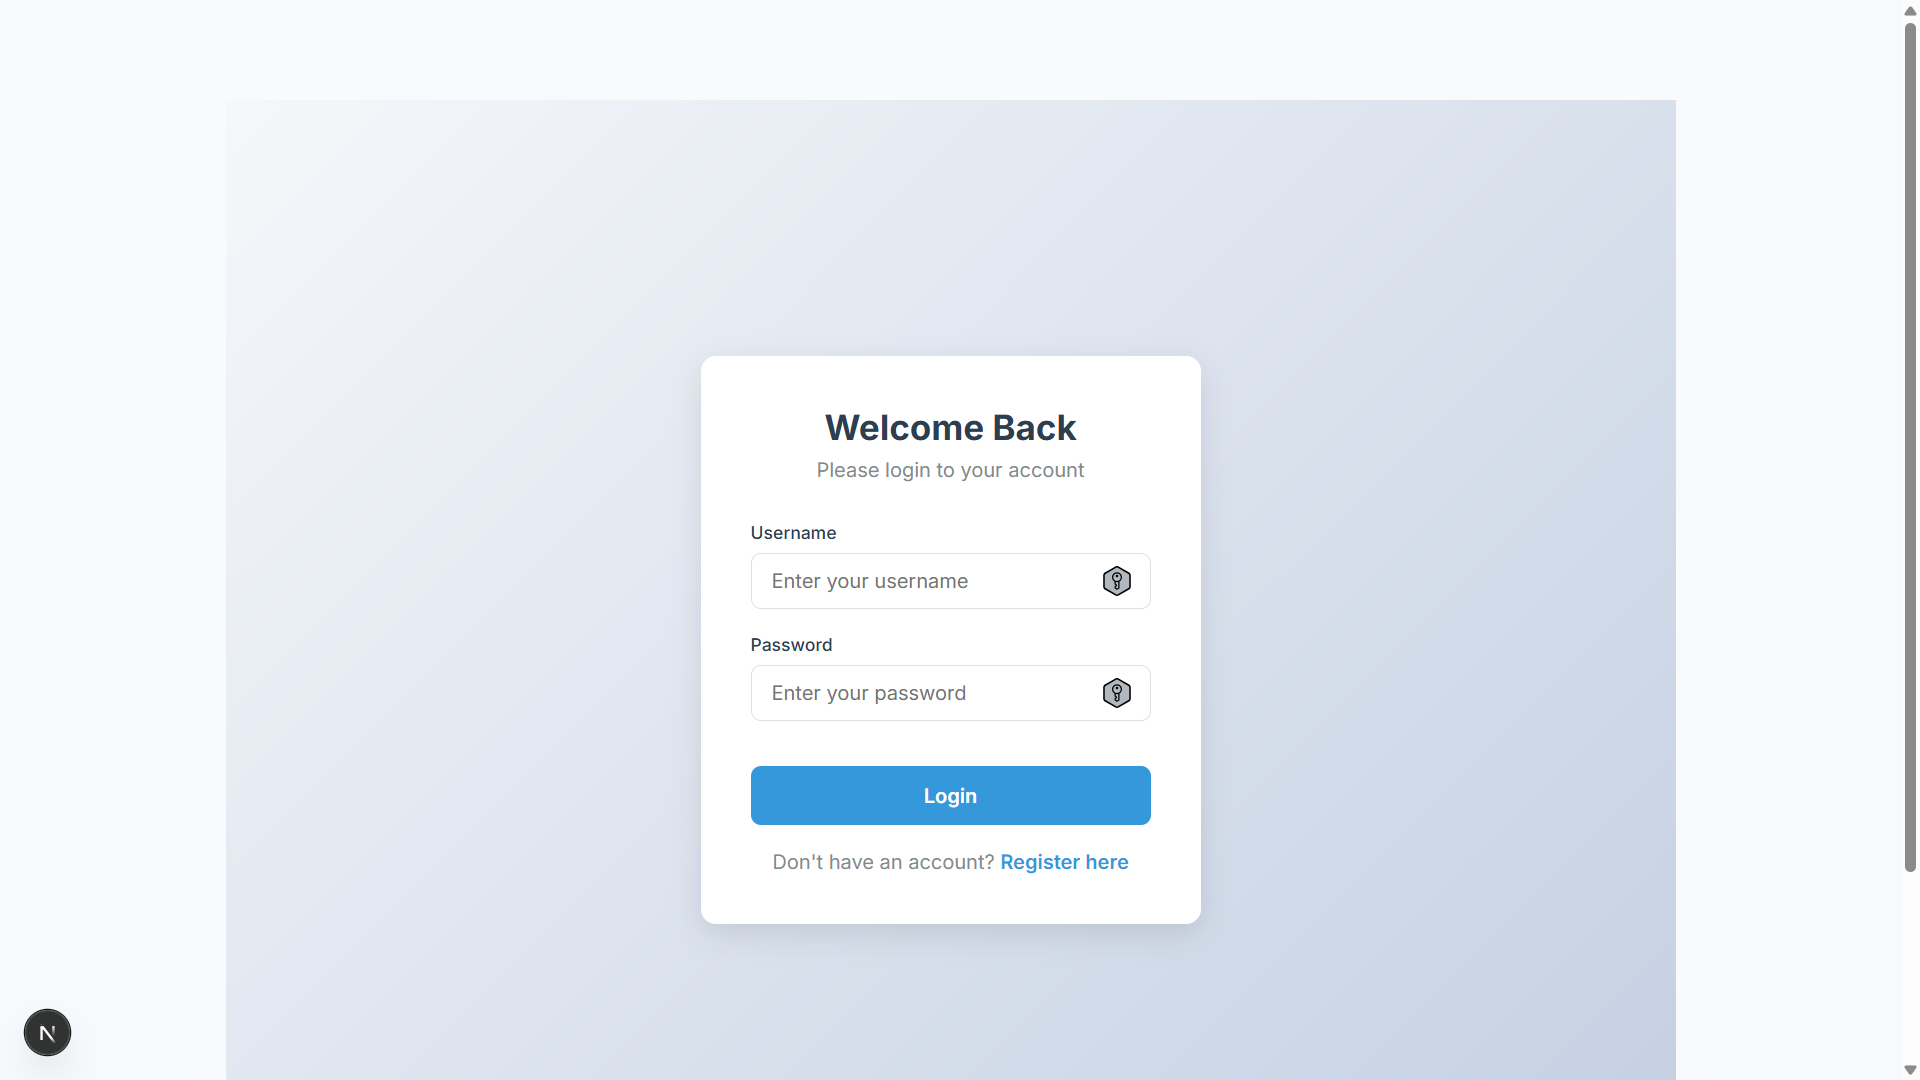 Welcome Back
Please login to your account
Username
Enter your username
Password
Enter your password
Login
Don't have an account? Register here
N